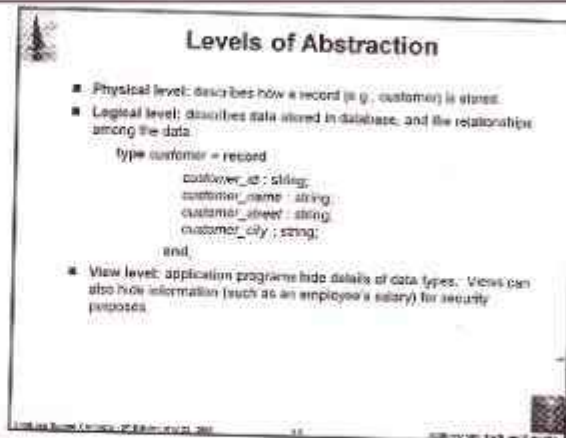 Levels of Abstraction
■ Physical level: describes how a record (e.g., customer) is stored.
■ Logical level: describes data stored in database, and the relationships
among the data.
type customer = record
customer_id : string;
customer_name : string;
customer_street : string;
customer_city : string;
end;
■ View level: application programs hide details of data types. Views can
also hide information (such as an employee's salary) for security
purposes.